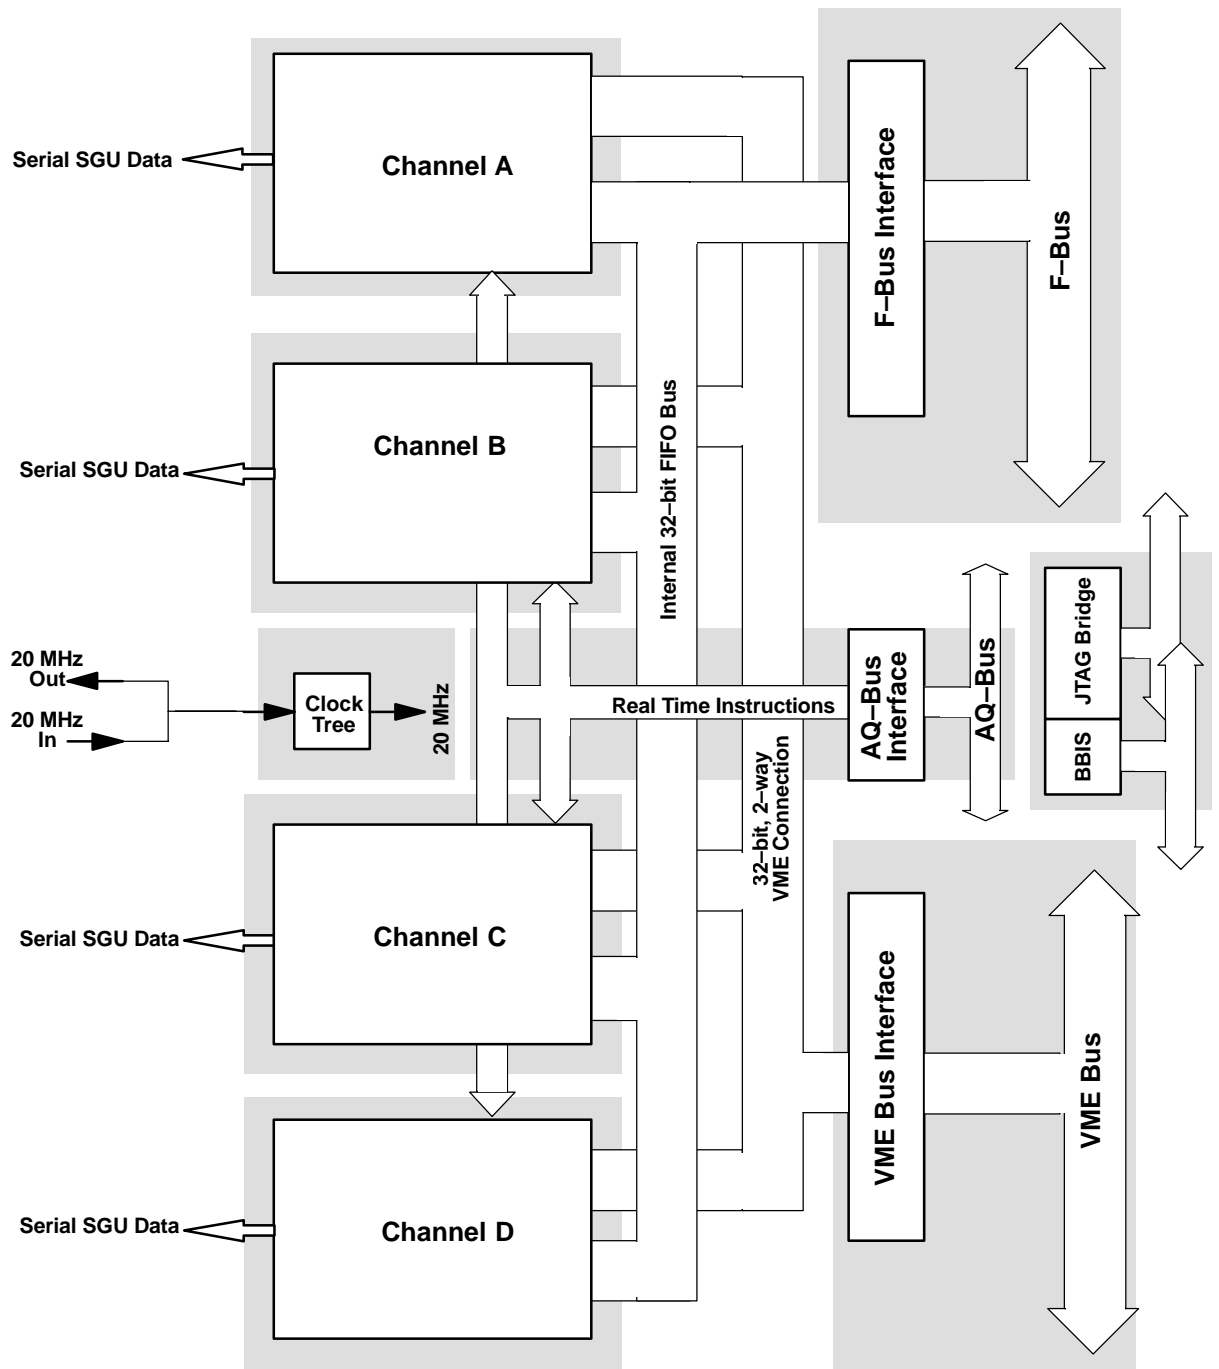 Serial SGU Data
Channel A
F–Bus Interface
F–Bus
Serial SGU Data
Channel B
Internal 32–bit FIFO Bus
20 MHz
Out
20 MHz
In
Clock
Tree
20 MHz
Real Time Instructions
AQ–Bus
Interface
AQ–Bus
JTAG Bridge
BBIS
32–bit, 2–way
VME Connection
Serial SGU Data
Channel C
VME Bus Interface
VME Bus
Serial SGU Data
Channel D